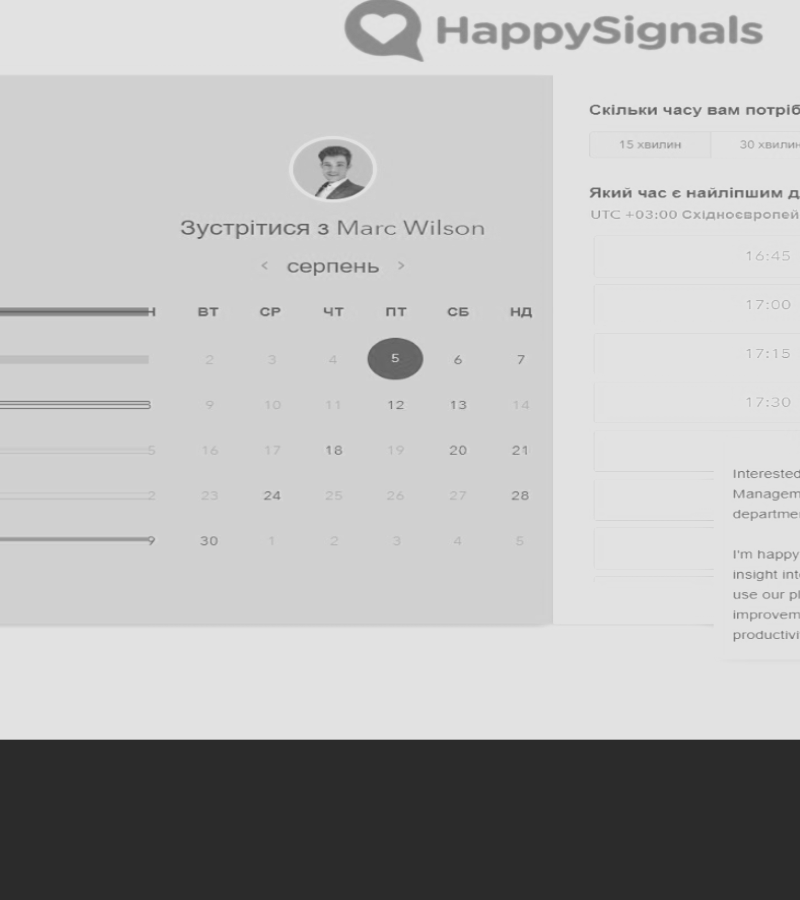 HappySignals
Зустрітися з Marc Wilson
< серпень >
ВТ СР ЧТ ПТ СБ НД
2 3 4 5 6 7
9 10 11 12 13 14
5 16 17 18 19 20 21
2 23 24 25 26 27 28
9 30 1 2 3 4 5
Скільки часу вам потріб
15 хвилин 30 хвилин
Який час є найліпшим д
UTC +03:00 Східноєвропей
16:45
17:00
17:15
17:30
Interested
Managem
departme
I'm happy
insight int
use our pl
improvem
productivi